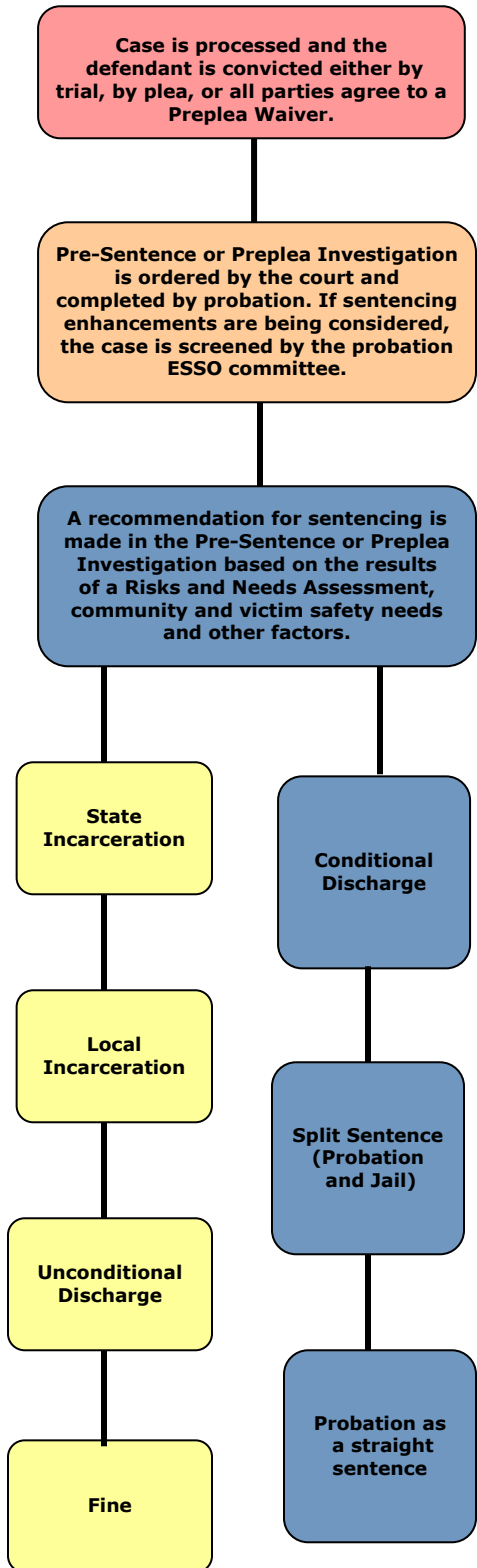 Case is processed and the
defendant is convicted either by
trial, by plea, or all parties agree to a
Preplea Waiver.
Pre-Sentence or Preplea Investigation
is ordered by the court and
completed by probation. If sentencing
enhancements are being considered,
the case is screened by the probation
ESSO committee.
A recommendation for sentencing is
made in the Pre-Sentence or Preplea
Investigation based on the results
of a Risks and Needs Assessment,
community and victim safety needs
and other factors.
State
Incarceration
Local
Incarceration
Unconditional
Discharge
Fine
Conditional
Discharge
Split Sentence
(Probation
and Jail)
Probation as
a straight
sentence